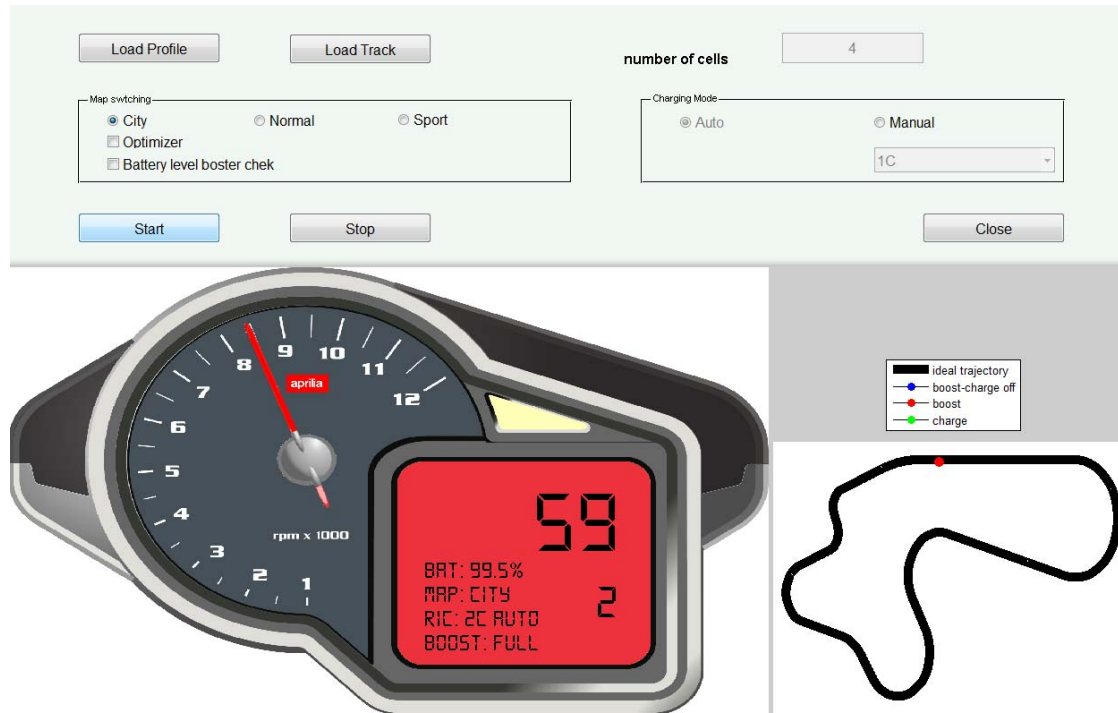 Load Profile
Load Track
number of cells
4
Map swtching
City
Normal
Sport
Optimizer
Battery level boster chek
Charging Mode
Auto
Manual
1C
Start
Stop
Close
1
2
3
4
5
6
7
8
9
10
11
12
aprilia
rpm x 1000
59
BAT: 99.5%
MAP: CITY
2
RIC: 2C AUTO
BOOST: FULL
ideal trajectory
boost-charge off
boost
charge